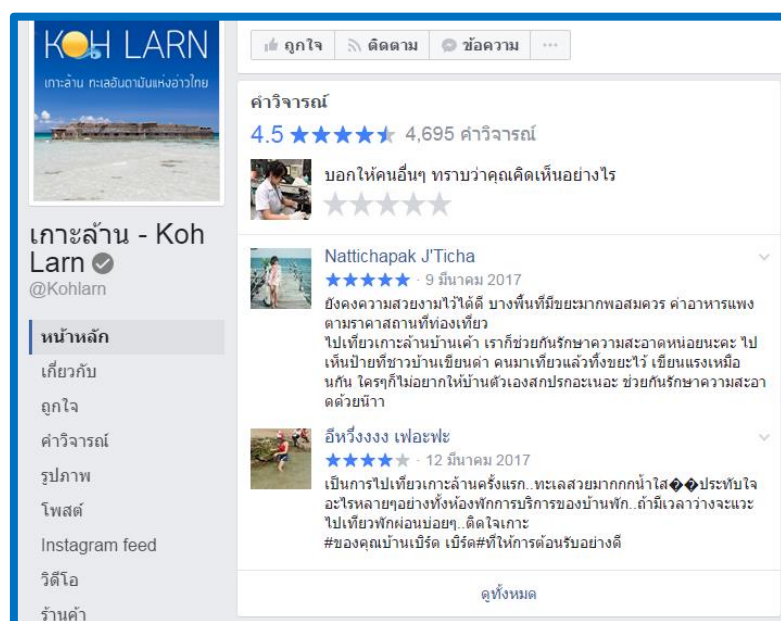 KOH LARN
เกาะล้าน ทะเลอันดามันแห่งอ่าวไทย
เกาะล้าน - Koh
Larn
@Kohlarn
หน้าหลัก
เกี่ยวกับ
ถูกใจ
คำวิจารณ์
รูปภาพ
โพสต์
Instagram feed
วิดีโอ
ร้านค้า
ถูกใจ ติดตาม ข้อความ ...
คำวิจารณ์
4.5 ★★★★★ 4,695 คำวิจารณ์
บอกให้คนอื่นๆ ทราบว่าคุณคิดเห็นอย่างไร
Nattichapak J'Ticha
★★★★★ · 9 มีนาคม 2017
ยังคงความสวยงามไว้ได้ดี บางพื้นที่มีขยะมากพอสมควร ค่าอาหารแพง
ตามราคาสถานที่ท่องเที่ยว
ไปเที่ยวเกาะล้านบ้านเค้า เราก็ช่วยกันรักษาความสะอาดหน่อยนะคะ ไป
เห็นป้ายที่ชาวบ้านเขียนด่า คนมาเที่ยวแล้วทิ้งขยะไว้ เขียนแรงเหมือ
นกัน ใครๆก็ไม่อยากให้บ้านตัวเองสกปรกอะเนอะ ช่วยกันรักษาความสะอา
ดด้วยน๊าา
อีหวึ่งงงง เฟอะฟะ
★★★★★ · 12 มีนาคม 2017
เป็นการไปเที่ยวเกาะล้านครั้งแรก..ทะเลสวยมากกกน้ำใส��ประทับใจ
อะไรหลายๆอย่างทั้งห้องพักการบริการของบ้านพัก..ถ้ามีเวลาว่างจะแวะ
ไปเที่ยวพักผ่อนบ่อยๆ..ติดใจเกาะ
#ของคุณบ้านเบิร์ด เบิร์ด#ที่ให้การต้อนรับอย่างดี
ดูทั้งหมด